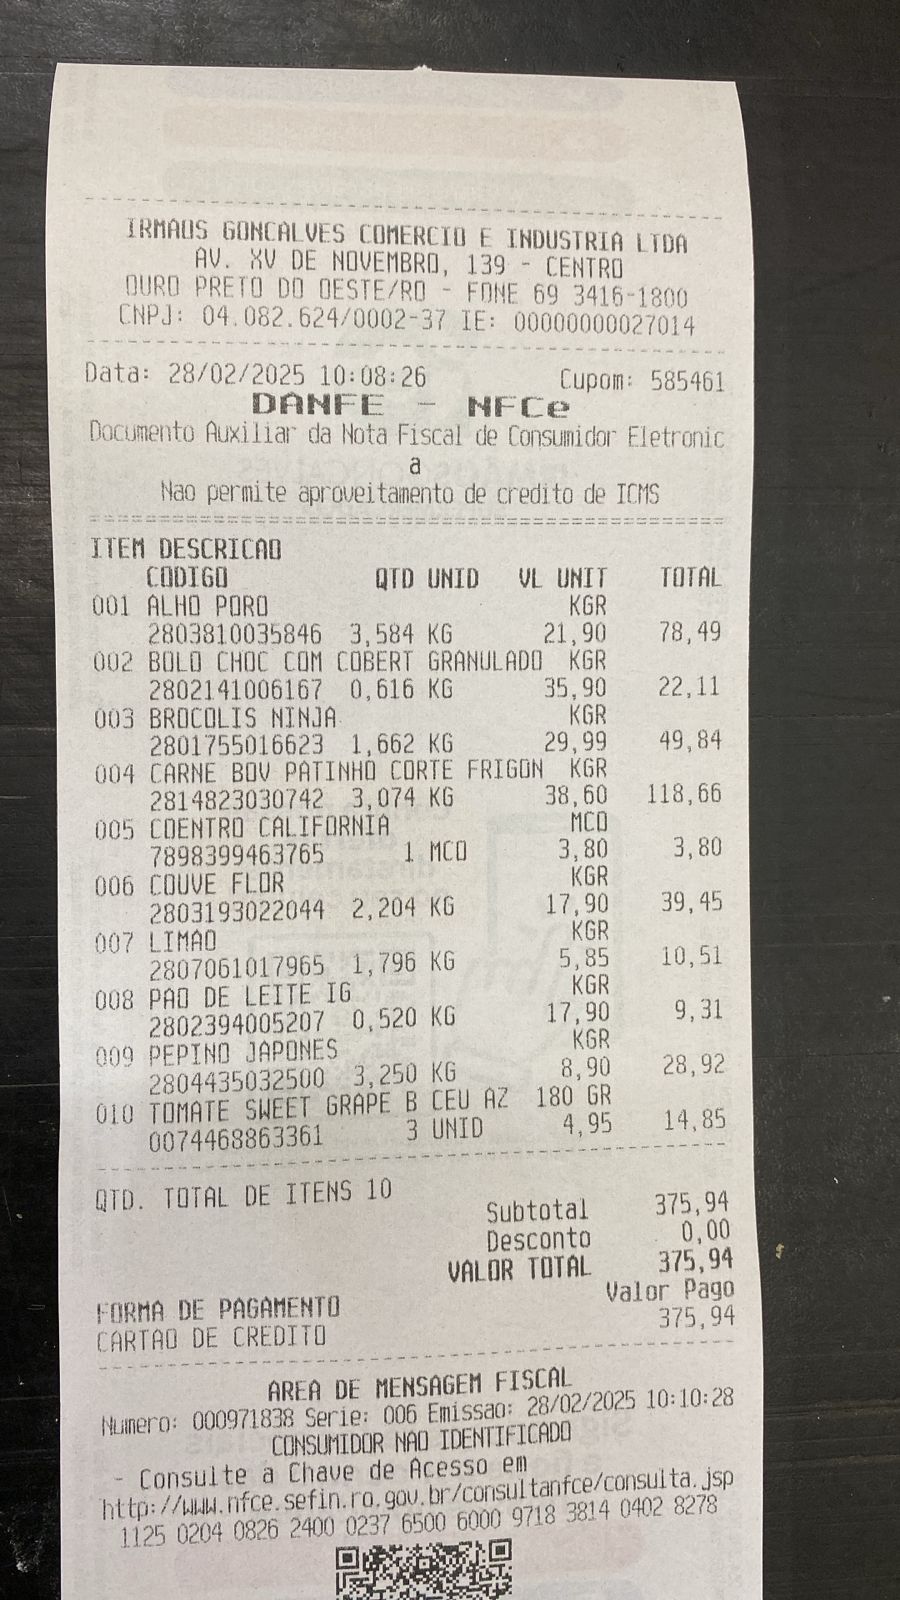 IRMAOS GONCALVES COMERCIO E INDUSTRIA LTDA
AV. XV DE NOVEMBRO, 139 - CENTRO
OURO PRETO DO OESTE/RO - FONE 69 3416-1800
CNPJ: 04.082.624/0002-37 IE: 00000000027014
Data: 28/02/2025 10:08:26 Cupom: 585461
DANFE - NFCe
Documento Auxiliar da Nota Fiscal de Consumidor Eletronic
a
Nao permite aproveitamento de credito de ICMS
ITEM DESCRICAO
CODIGO QTD UNID VL UNIT TOTAL
001 ALHO PORO KGR
2803810035846 3,584 KG 21,90 78,49
002 BOLO CHOC COM COBERT GRANULADO KGR
2802141006167 0,616 KG 35,90 22,11
003 BROCOLIS NINJA KGR
2801755016623 1,662 KG 29,99 49,84
004 CARNE BOV PATINHO CORTE FRIGON KGR
2814823030742 3,074 KG 38,60 118,66
005 COENTRO CALIFORNIA MCO
7898399463765 1 MCO 3,80 3,80
006 COUVE FLOR KGR
2803193022044 2,204 KG 17,90 39,45
007 LIMAO KGR
2807061017965 1,796 KG 5,85 10,51
008 PAO DE LEITE IG KGR
2802394005207 0,520 KG 17,90 9,31
009 PEPINO JAPONES KGR
2804435032500 3,250 KG 8,90 28,92
010 TOMATE SWEET GRAPE B CEU AZ 180 GR
0074468863361 3 UNID 4,95 14,85
QTD. TOTAL DE ITENS 10
Subtotal 375,94
Desconto 0,00
VALOR TOTAL 375,94
FORMA DE PAGAMENTO Valor Pago
CARTAO DE CREDITO 375,94
AREA DE MENSAGEM FISCAL
Numero: 000971838 Serie: 006 Emissao: 28/02/2025 10:10:28
CONSUMIDOR NAO IDENTIFICADO
- Consulte a Chave de Acesso em
http://www.nfce.sefin.ro.gov.br/consultanfce/consulta.jsp
1125 0204 0826 2400 0237 6500 6000 9718 3814 0402 8278